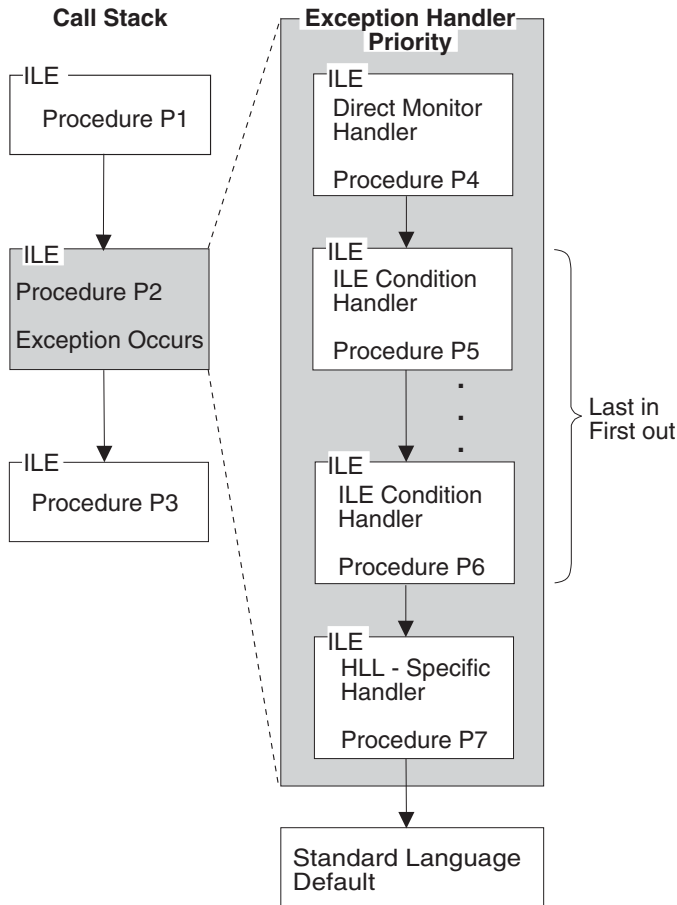 Call Stack
ILE
Procedure P1
ILE
Procedure P2
Exception Occurs
ILE
Procedure P3
Exception Handler
Priority
ILE
Direct Monitor
Handler
Procedure P4
ILE
ILE Condition
Handler
Procedure P5
.
.
.
ILE
ILE Condition
Handler
Procedure P6
Last in
First out
ILE
HLL - Specific
Handler
Procedure P7
Standard Language
Default